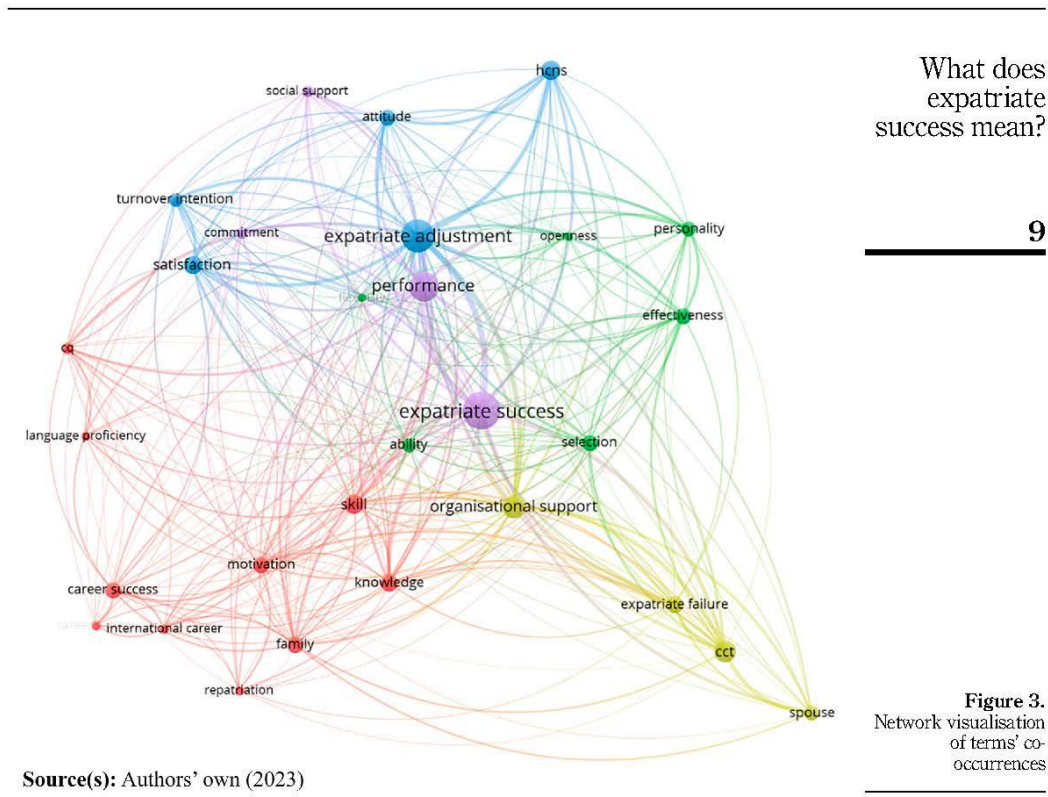 What does
expatriate
success mean?
9
hcns
social support
attitude
turnover intention
commitment
expatriate adjustment
openness
personality
satisfaction
performance
effectiveness
cq
expatriate success
language proficiency
ability
selection
skill
organisational support
motivation
knowledge
career success
expatriate failure
international career
family
cct
repatriation
spouse
Figure 3.
Network visualisation
of terms’ co-
occurrences
Source(s): Authors’ own (2023)